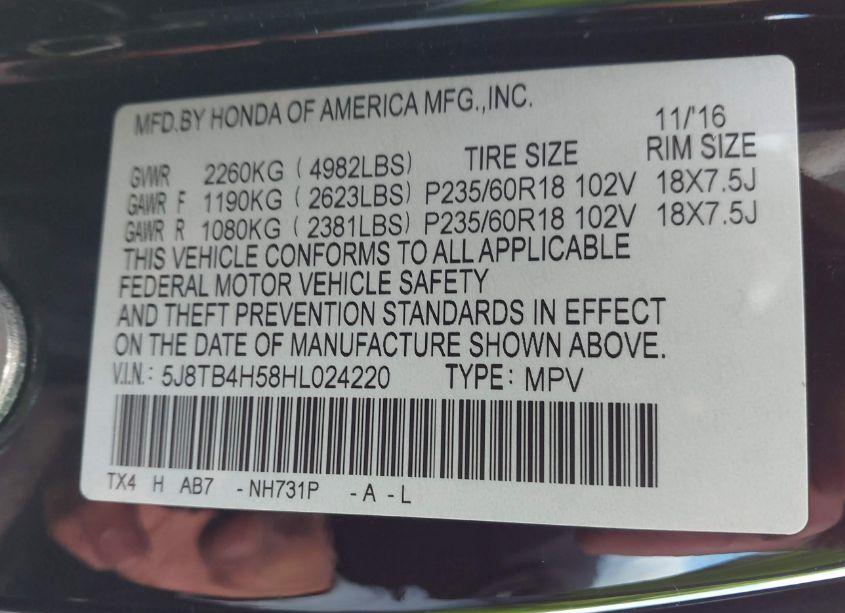 MFD.BY HONDA OF AMERICA MFG.,INC. 11/'16
GVWR 2260KG ( 4982LBS) TIRE SIZE RIM SIZE
GAWR F 1190KG ( 2623LBS) P235/60R18 102V 18X7.5J
GAWR R 1080KG ( 2381LBS) P235/60R18 102V 18X7.5J
THIS VEHICLE CONFORMS TO ALL APPLICABLE
FEDERAL MOTOR VEHICLE SAFETY
AND THEFT PREVENTION STANDARDS IN EFFECT
ON THE DATE OF MANUFACTURE SHOWN ABOVE.
V.I.N.: 5J8TB4H58HL024220 TYPE: MPV
TX4 H AB7 -NH731P -A -L